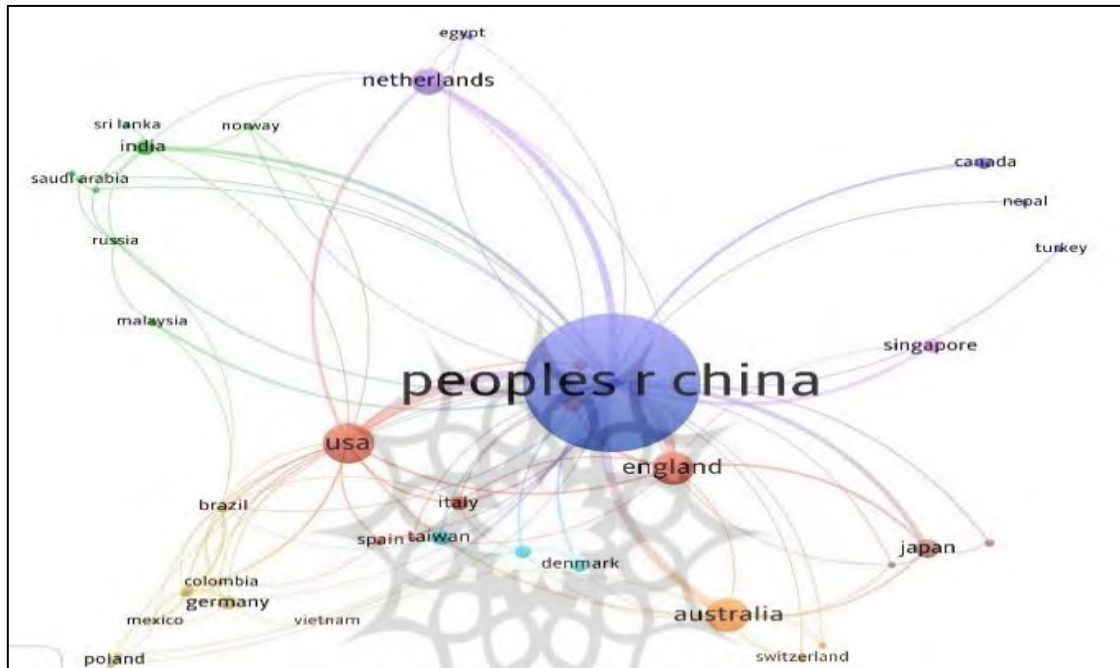 egypt
netherlands
sri lanka
norway
india
canada
saudi arabia
nepal
russia
turkey
malaysia
singapore
peoples r china
usa
england
brazil
italy
spain
taiwan
japan
denmark
colombia
germany
mexico
vietnam
australia
poland
switzerland